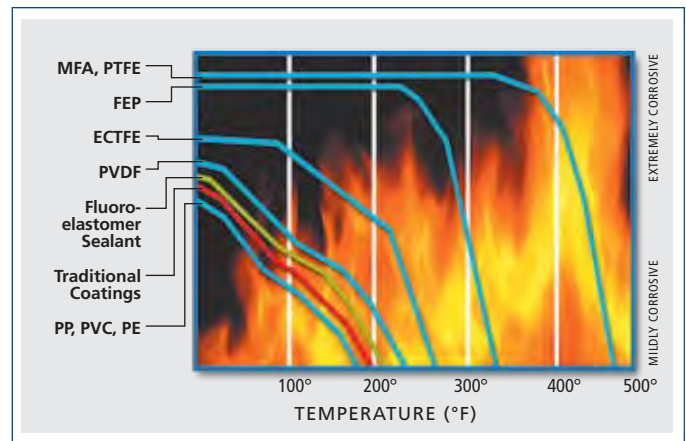 MFA, PTFE
FEP
ECTFE
PVDF
Fluoro-
elastomer
Sealant
Traditional
Coatings
PP, PVC, PE
EXTREMELY CORROSIVE
MILDLY CORROSIVE
100° 200° 300° 400° 500°
TEMPERATURE (°F)